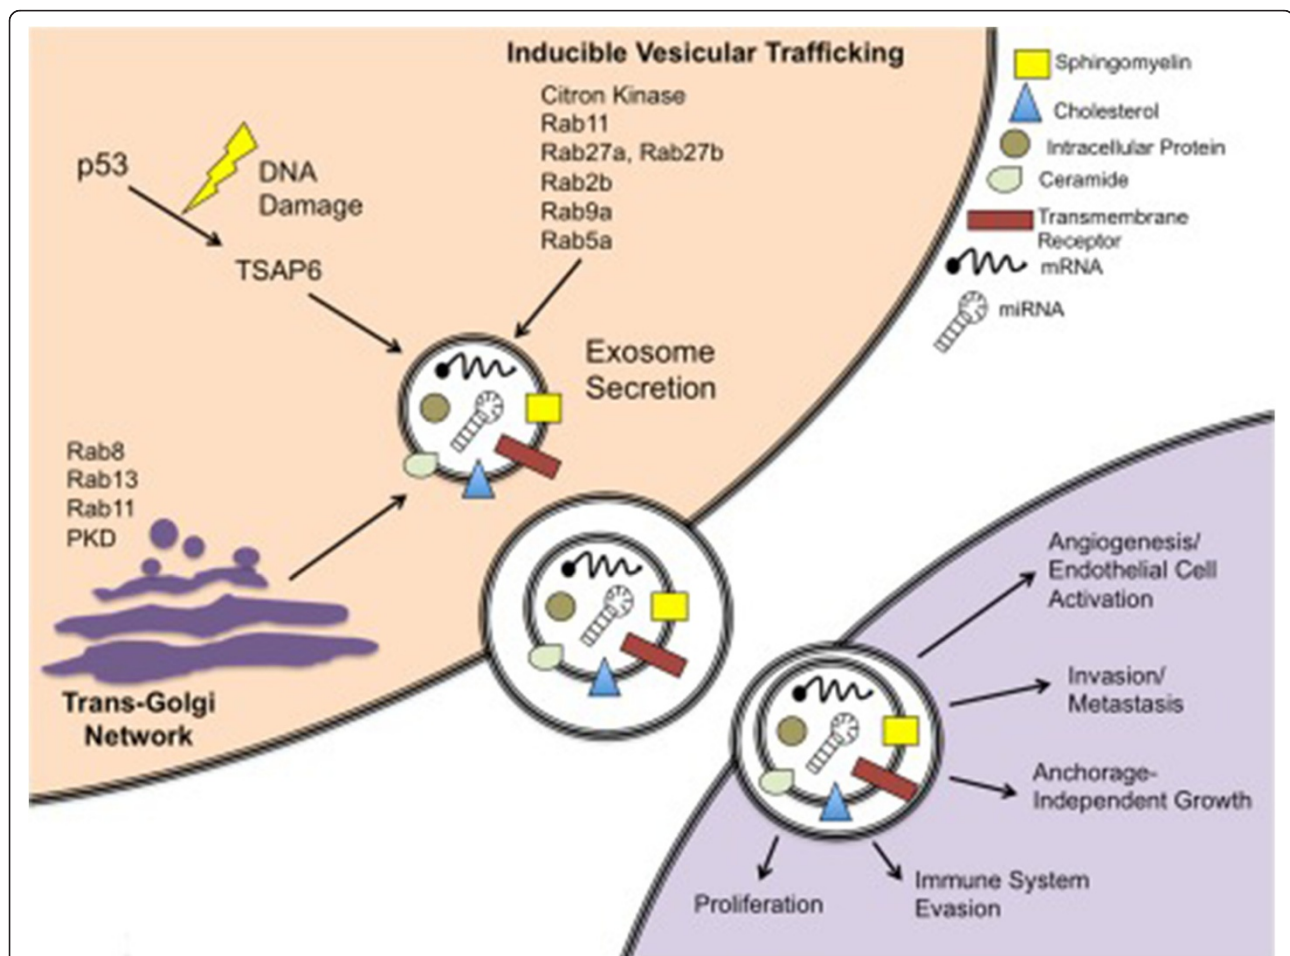 Inducible Vesicular Trafficking
Citron Kinase
Rab11
Rab27a, Rab27b
Rab2b
Rab9a
Rab5a
p53
DNA
Damage
TSAP6
Exosome
Secretion
Rab8
Rab13
Rab11
PKD
Trans-Golgi
Network
Sphingomyelin
Cholesterol
Intracellular Protein
Ceramide
Transmembrane
Receptor
mRNA
miRNA
Angiogenesis/
Endothelial Cell
Activation
Invasion/
Metastasis
Anchorage-
Independent Growth
Immune System
Evasion
Proliferation